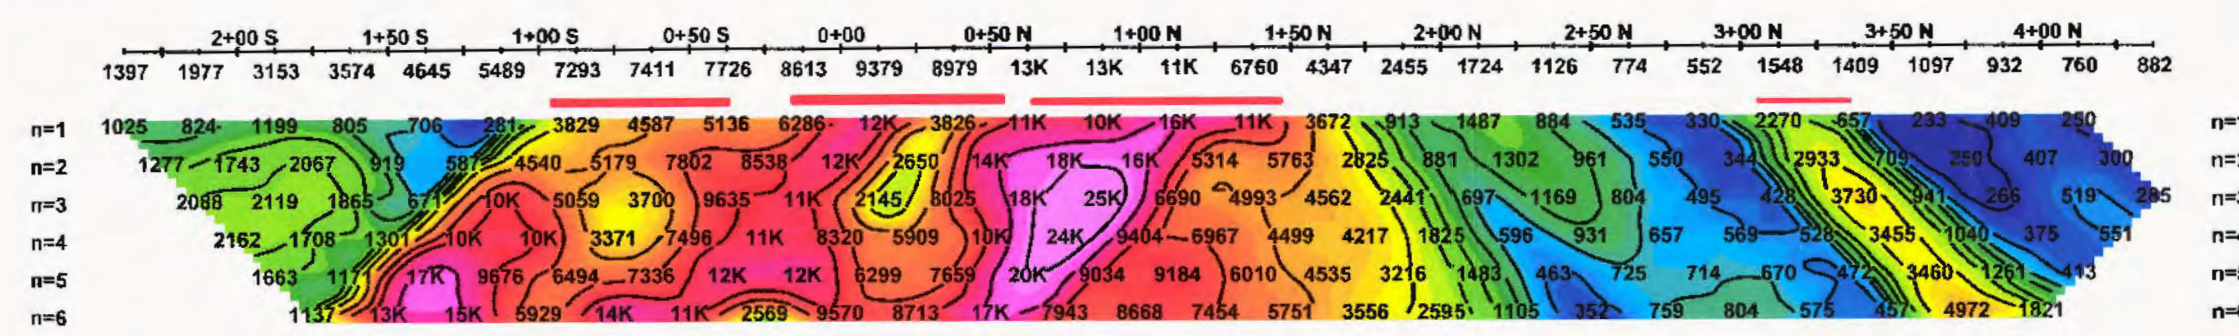 2+00 S 1+50 S 1+00 S 0+50 S 0+00 0+50 N 1+00 N 1+50 N 2+00 N 2+50 N 3+00 N 3+50 N 4+00 N
1397 1977 3153 3574 4645 5489 7293 7411 7726 8613 9379 8979 13K 13K 11K 6760 4347 2455 1724 1126 774 552 1548 1409 1097 932 760 882
n=1 1025 824 1199 805 706 281 3829 4587 5136 6286 12K 3826 11K 10K 16K 11K 3672 913 1487 884 535 330 2270 657 233 409 250 n=
n=2 1277 1743 2067 919 587 4540 5179 7802 8538 12K 2650 14K 18K 16K 5314 5763 2825 881 1302 961 550 344 2933 709 250 407 300 n=
n=3 2088 2119 1865 671 10K 5059 3700 9635 11K 2145 8025 18K 25K 6690 4993 4562 2441 697 1169 804 495 428 3730 941 266 519 285 n=
n=4 2162 1708 1301 10K 10K 3371 7496 11K 8320 5909 10K 24K 9404 6967 4499 4217 1825 596 931 657 569 528 3455 1040 375 551 n=
n=5 1663 1171 17K 9676 6494 7336 12K 12K 6299 7659 20K 9034 9184 6010 4535 3216 1483 463 725 714 670 472 3460 1261 413 n=
n=6 1137 13K 15K 5929 14K 11K 2569 9570 8713 17K 7943 8668 7454 5751 3556 2595 1105 352 759 804 575 457 4972 1821 n=